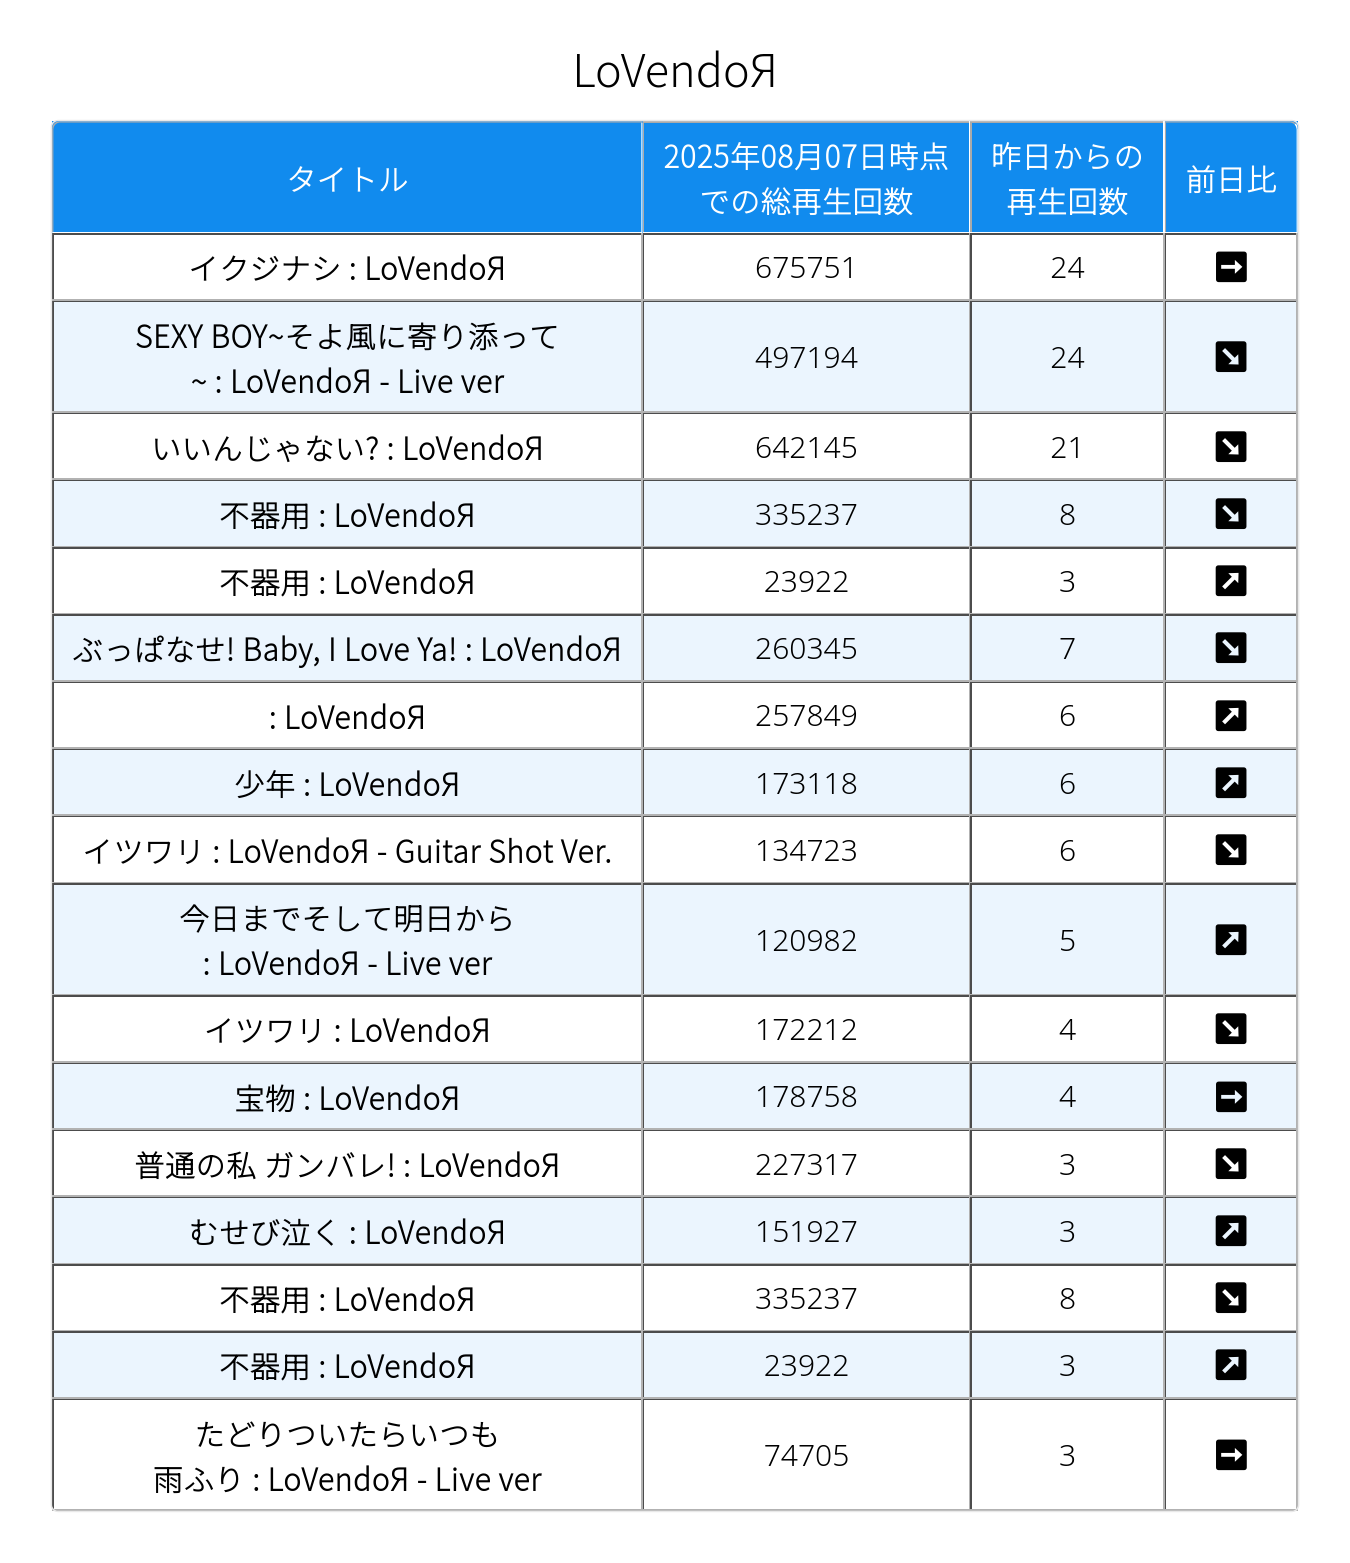 LoVendoЯ
タイトル
2025年08月07日時点
での総再生回数
昨日からの
再生回数
前日比
イクジナシ : LoVendoЯ 675751 24 ➡
SEXY BOY~そよ風に寄り添って
~ : LoVendoЯ - Live ver 497194 24 ↘
いいんじゃない? : LoVendoЯ 642145 21 ↘
不器用 : LoVendoЯ 335237 8 ↘
不器用 : LoVendoЯ 23922 3 ↗
ぶっぱなせ! Baby, I Love Ya! : LoVendoЯ 260345 7 ↘
: LoVendoЯ 257849 6 ↗
少年 : LoVendoЯ 173118 6 ↗
イツワリ : LoVendoЯ - Guitar Shot Ver. 134723 6 ↘
今日までそして明日から
: LoVendoЯ - Live ver 120982 5 ↗
イツワリ : LoVendoЯ 172212 4 ↘
宝物 : LoVendoЯ 178758 4 ➡
普通の私 ガンバレ! : LoVendoЯ 227317 3 ↘
むせび泣く : LoVendoЯ 151927 3 ↗
不器用 : LoVendoЯ 335237 8 ↘
不器用 : LoVendoЯ 23922 3 ↗
たどりついたらいつも
雨ふり : LoVendoЯ - Live ver 74705 3 ➡